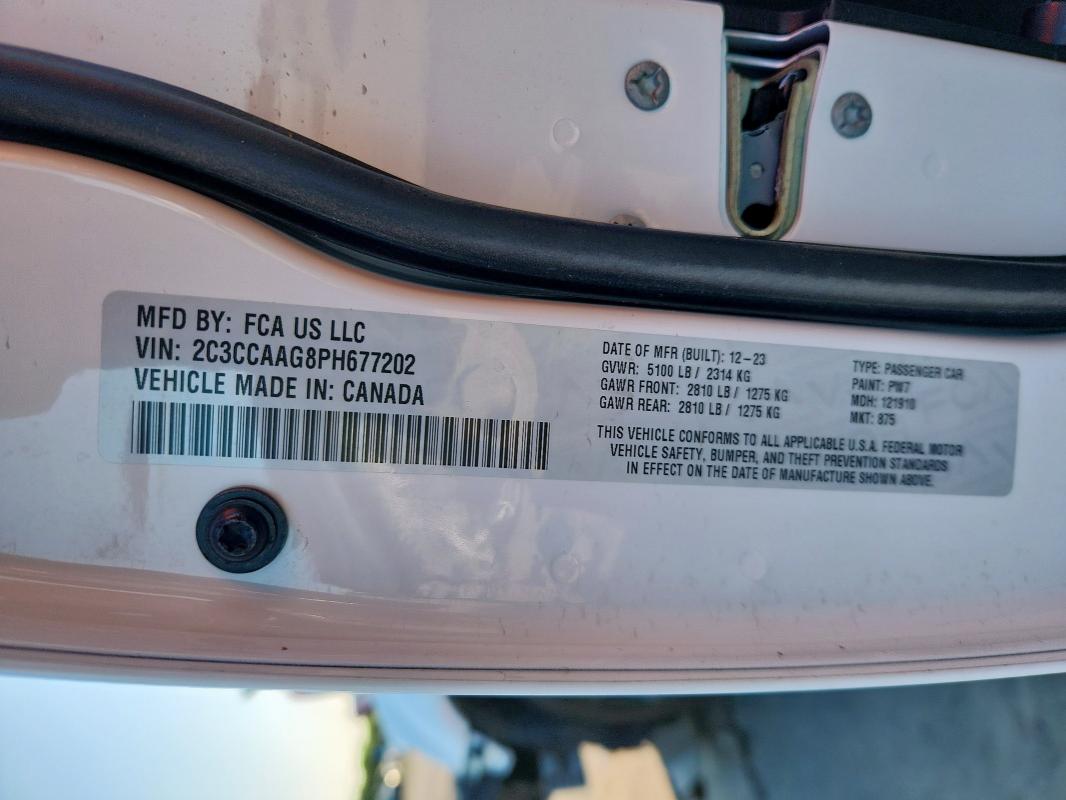 MFD BY: FCA US LLC
VIN: 2C3CCAAG8PH677202
VEHICLE MADE IN: CANADA
DATE OF MFR (BUILT): 12-23
GVWR: 5100 LB / 2314 KG
GAWR FRONT: 2810 LB / 1275 KG
GAWR REAR: 2810 LB / 1275 KG
TYPE: PASSENGER CAR
PAINT: PW7
MDH: 121910
MKT: 875
THIS VEHICLE CONFORMS TO ALL APPLICABLE U.S.A. FEDERAL MOTOR
VEHICLE SAFETY, BUMPER, AND THEFT PREVENTION STANDARDS
IN EFFECT ON THE DATE OF MANUFACTURE SHOWN ABOVE.